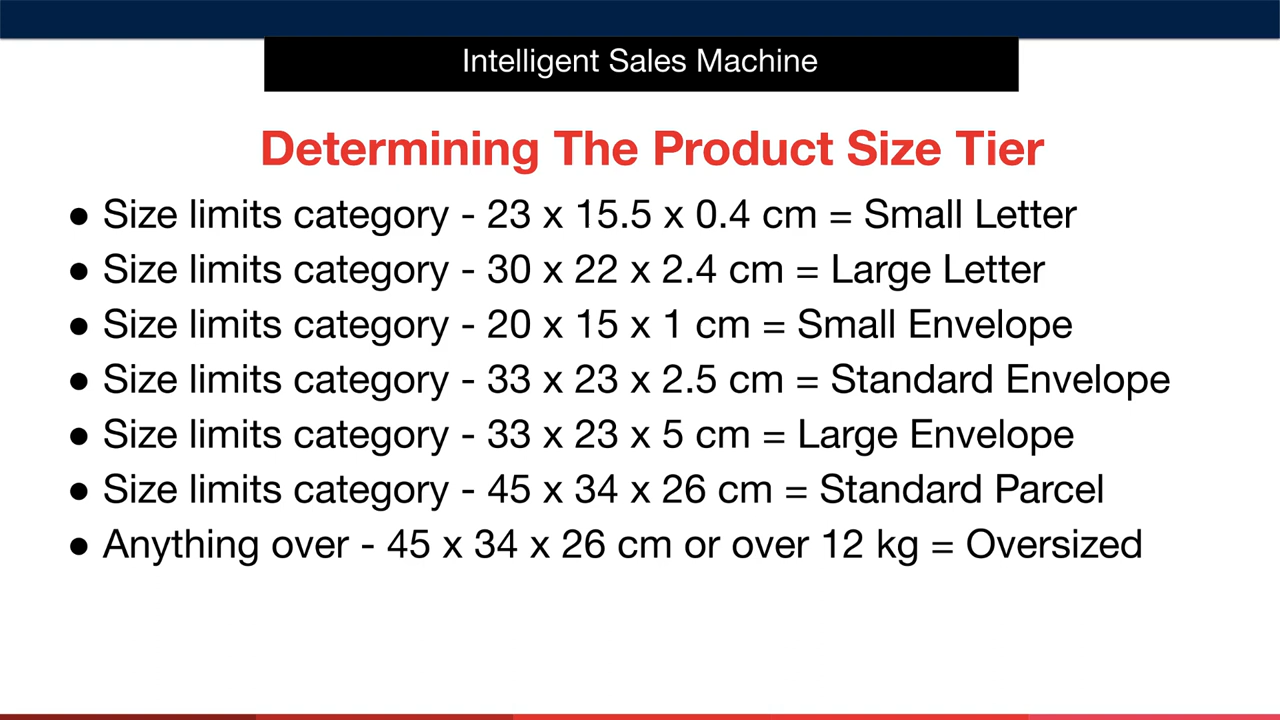 Intelligent Sales Machine
Determining The Product Size Tier
● Size limits category - 23 x 15.5 x 0.4 cm = Small Letter
● Size limits category - 30 x 22 x 2.4 cm = Large Letter
● Size limits category - 20 x 15 x 1 cm = Small Envelope
● Size limits category - 33 x 23 x 2.5 cm = Standard Envelope
● Size limits category - 33 x 23 x 5 cm = Large Envelope
● Size limits category - 45 x 34 x 26 cm = Standard Parcel
● Anything over - 45 x 34 x 26 cm or over 12 kg = Oversized